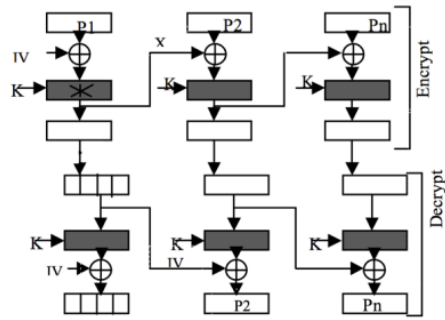 P1 P2 Pn
IV x
K K K
Encrypt
K K K
IV IV
P2 Pn
Decrypt